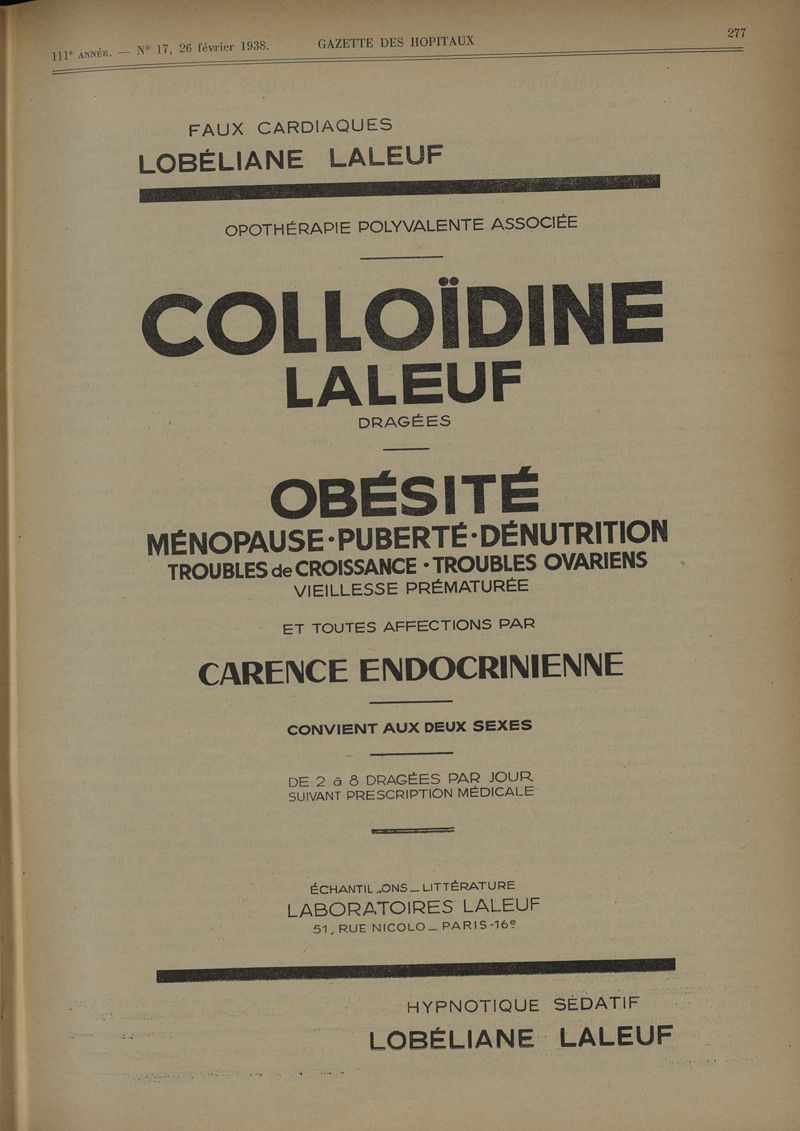 111e ANNÉE. — N° 17, 26 février 1938. GAZETTE DES HOPITAUX 277
FAUX CARDIAQUES
LOBÉLIANE LALEUF
OPOTHÉRAPIE POLYVALENTE ASSOCIÉE
COLLOÏDINE
LALEUF
DRAGÉES
OBÉSITÉ
MÉNOPAUSE·PUBERTÉ·DÉNUTRITION
TROUBLES de CROISSANCE · TROUBLES OVARIENS
VIEILLESSE PRÉMATURÉE
ET TOUTES AFFECTIONS PAR
CARENCE ENDOCRINIENNE
CONVIENT AUX DEUX SEXES
DE 2 à 8 DRAGÉES PAR JOUR
SUIVANT PRESCRIPTION MÉDICALE
ÉCHANTILLONS _ LITTÉRATURE
LABORATOIRES LALEUF
51, RUE NICOLO _ PARIS-16e
HYPNOTIQUE SÉDATIF
LOBÉLIANE LALEUF